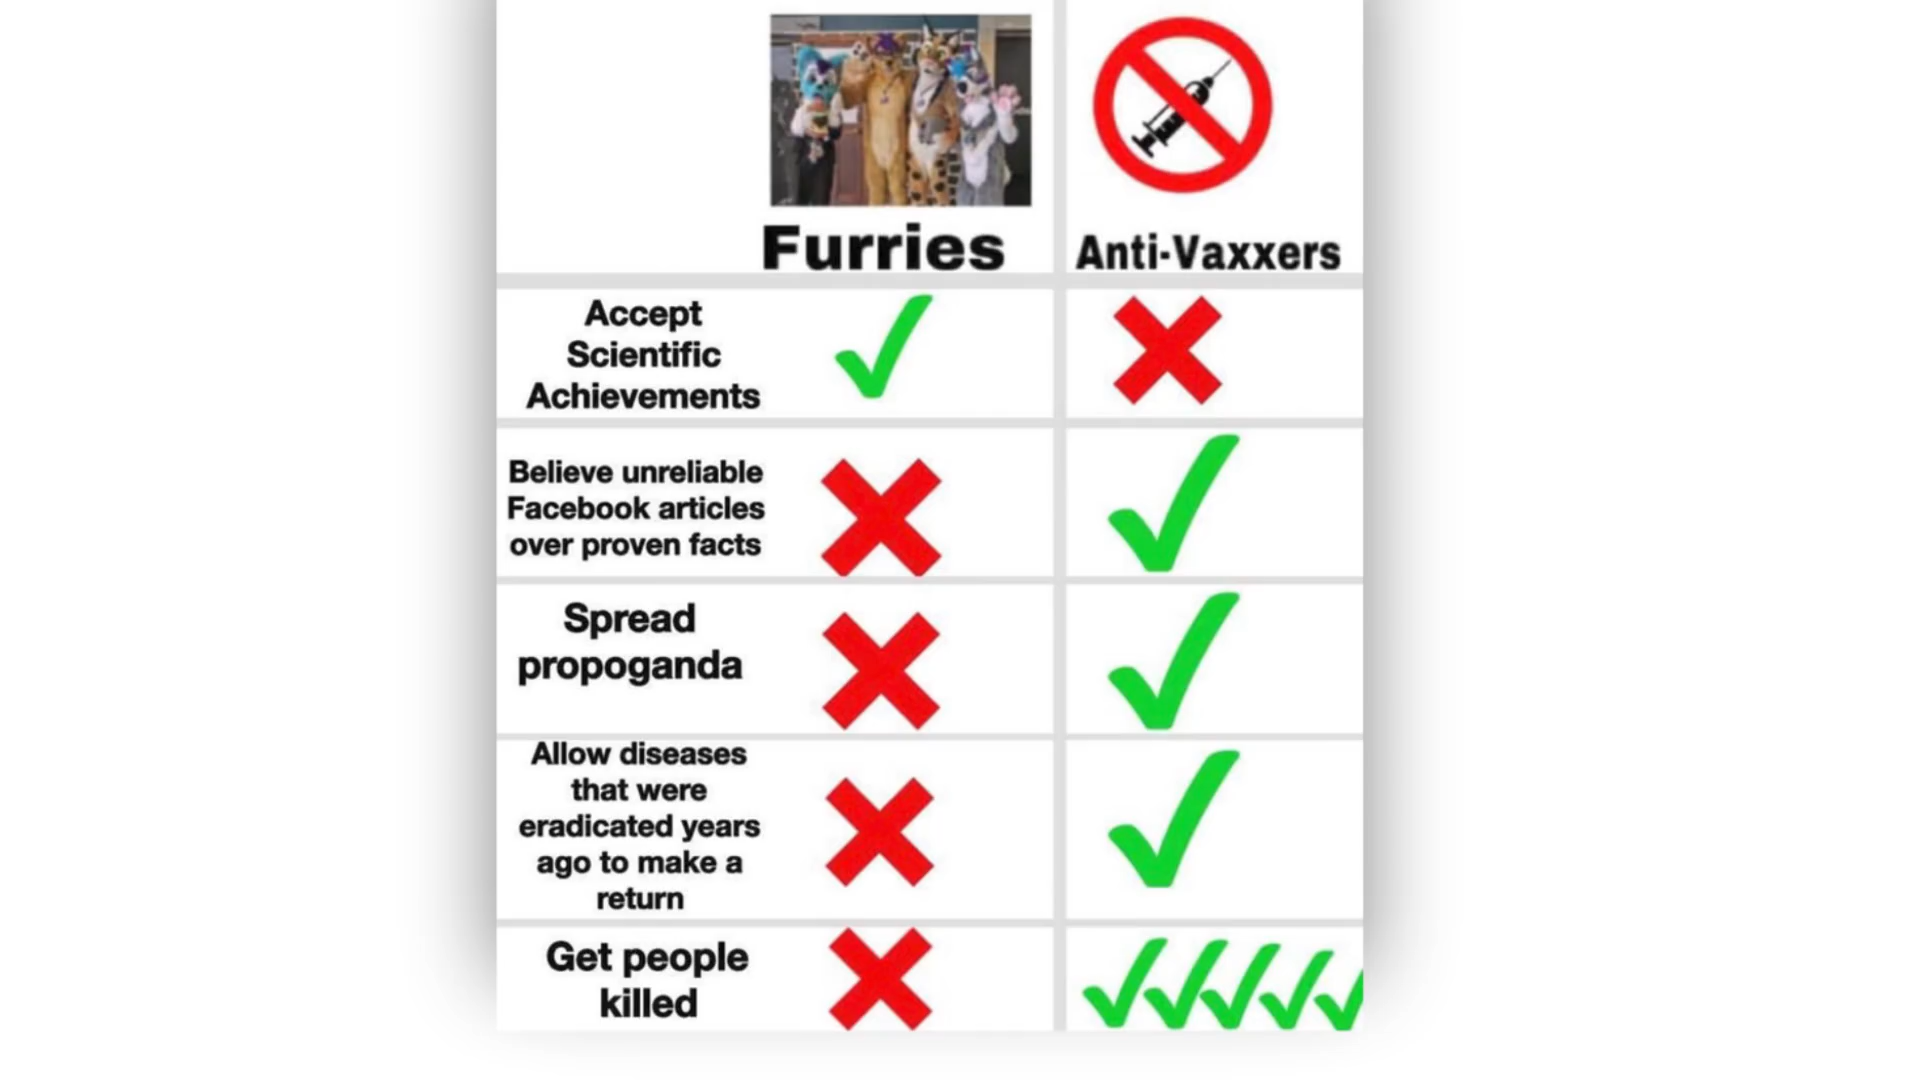 Furries
Anti-Vaxxers
Accept
Scientific
Achievements
Believe unreliable
Facebook articles
over proven facts
Spread
propoganda
Allow diseases
that were
eradicated years
ago to make a
return
Get people
killed